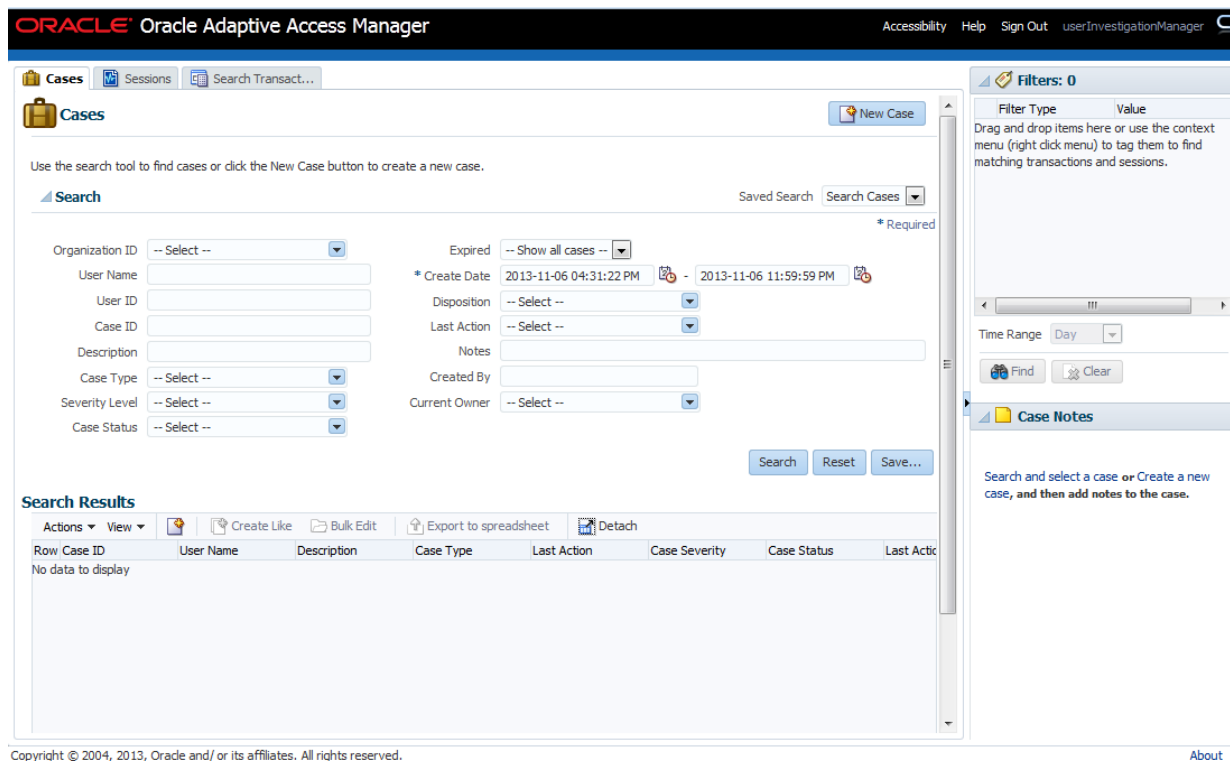 ORACLE® Oracle Adaptive Access Manager
Accessibility Help Sign Out userInvestigationManager
Cases Sessions Search Transact...
Cases
New Case
Use the search tool to find cases or click the New Case button to create a new case.
Search
Saved Search Search Cases
* Required
Organization ID -- Select --
User Name
User ID
Case ID
Description
Case Type -- Select --
Severity Level -- Select --
Case Status -- Select --
Expired -- Show all cases --
* Create Date 2013-11-06 04:31:22 PM - 2013-11-06 11:59:59 PM
Disposition -- Select --
Last Action -- Select --
Notes
Created By
Current Owner -- Select --
Search Reset Save...
Search Results
Actions View Create Like Bulk Edit Export to spreadsheet Detach
Row Case ID User Name Description Case Type Last Action Case Severity Case Status Last Actic
No data to display
Filters: 0
Filter Type Value
Drag and drop items here or use the context
menu (right click menu) to tag them to find
matching transactions and sessions.
Time Range Day
Find Clear
Case Notes
Search and select a case or Create a new
case, and then add notes to the case.
Copyright © 2004, 2013, Oracle and/ or its affiliates. All rights reserved.
About